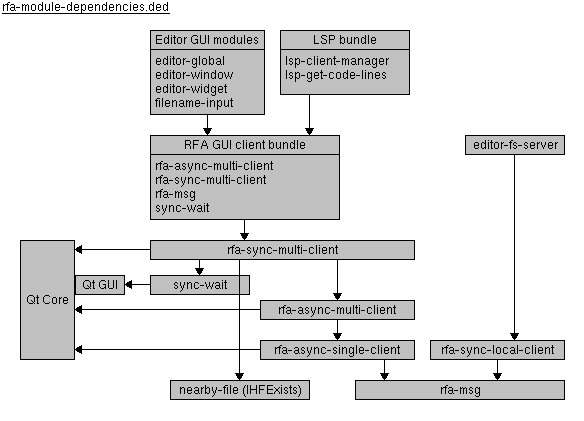 rfa-module-dependencies.ded
Editor GUI modules
editor-global
editor-window
editor-widget
filename-input
LSP bundle
lsp-client-manager
lsp-get-code-lines
RFA GUI client bundle
rfa-async-multi-client
rfa-sync-multi-client
rfa-msg
sync-wait
editor-fs-server
rfa-sync-multi-client
Qt Core
Qt GUI
sync-wait
rfa-async-multi-client
rfa-async-single-client
rfa-sync-local-client
nearby-file (IHFExists)
rfa-msg